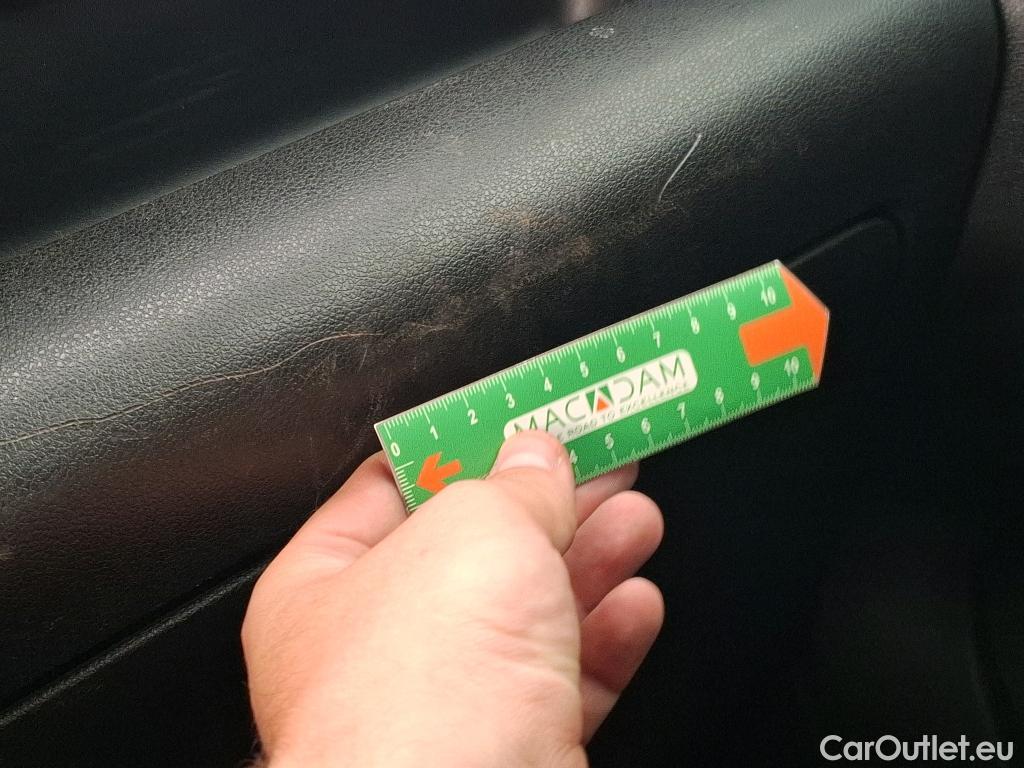 0 1 2 3 4 5 6 7 8 9 10
MACADAM
ROAD TO EXCELLENCE
4 5 6 7 8 9 10
CarOutlet.eu